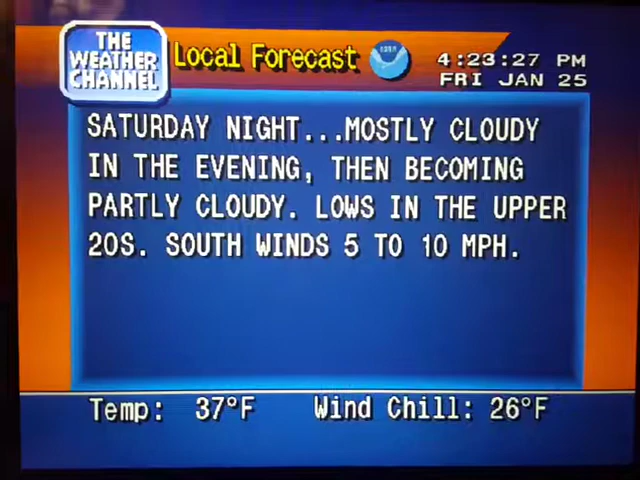 THE
WEATHER
CHANNEL
Local Forecast
NOAA
4:23:27 PM
FRI JAN 25
SATURDAY NIGHT...MOSTLY CLOUDY
IN THE EVENING, THEN BECOMING
PARTLY CLOUDY. LOWS IN THE UPPER
20S. SOUTH WINDS 5 TO 10 MPH.
Temp: 37°F Wind Chill: 26°F